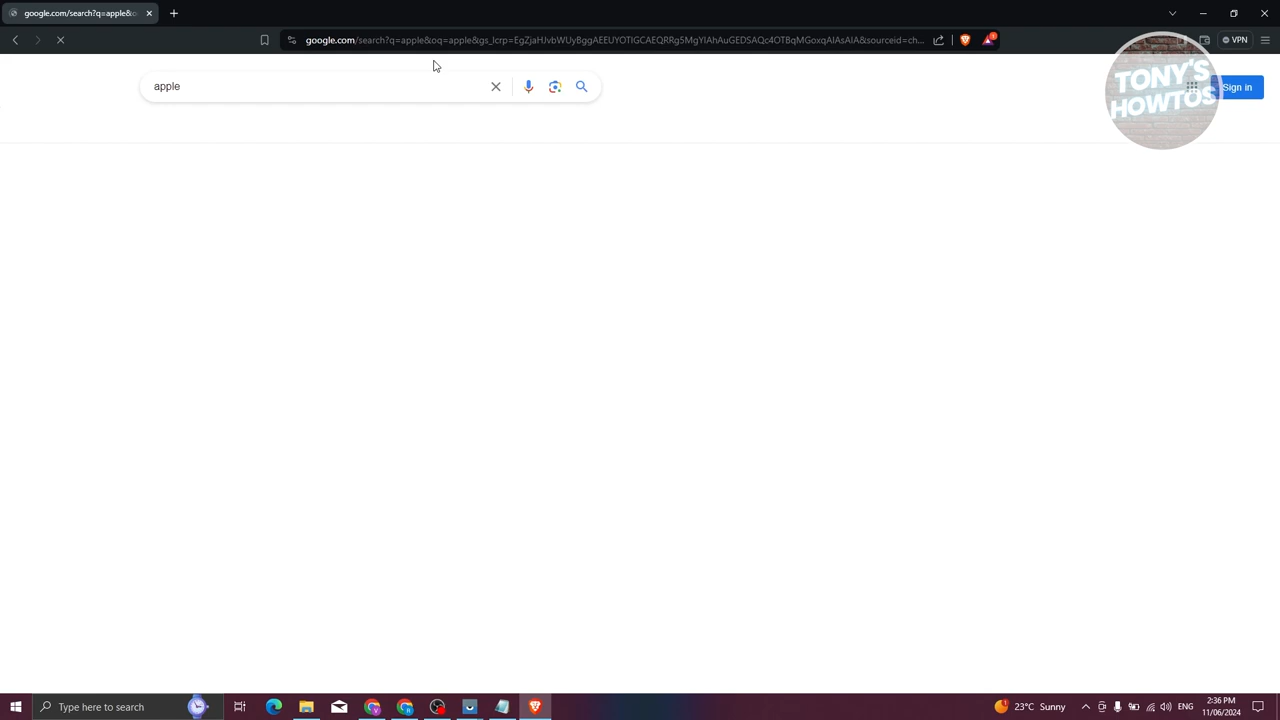 google.com/search?q=apple&o
google.com/search?q=apple&oq=apple&gs_lcrp=EgZjaHJvbWUyBggAEEUYOTIGCAEQRRg5MgYIAhAuGEDSAQc4OTBqMGoxqAIAsAIA&sourceid=ch...
VPN
apple
TONY'S
HOWTOS
Sign in
Type here to search
23°C Sunny
ENG
2:36 PM
11/06/2024